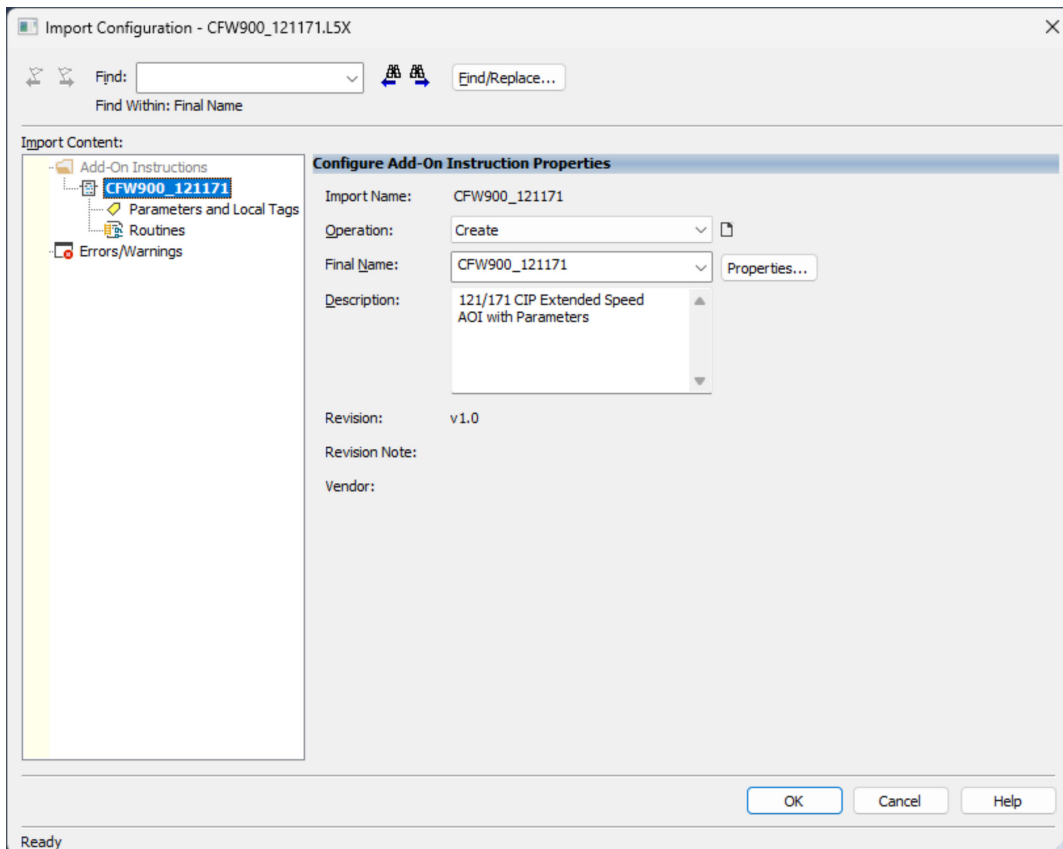 Import Configuration - CFW900_121171.L5X
Find:
Find/Replace...
Find Within: Final Name
Import Content:
Add-On Instructions
CFW900_121171
Parameters and Local Tags
Routines
Errors/Warnings
Configure Add-On Instruction Properties
Import Name: CFW900_121171
Operation: Create
Final Name: CFW900_121171 Properties...
Description: 121/171 CIP Extended Speed
AOI with Parameters
Revision: v1.0
Revision Note:
Vendor:
OK Cancel Help
Ready